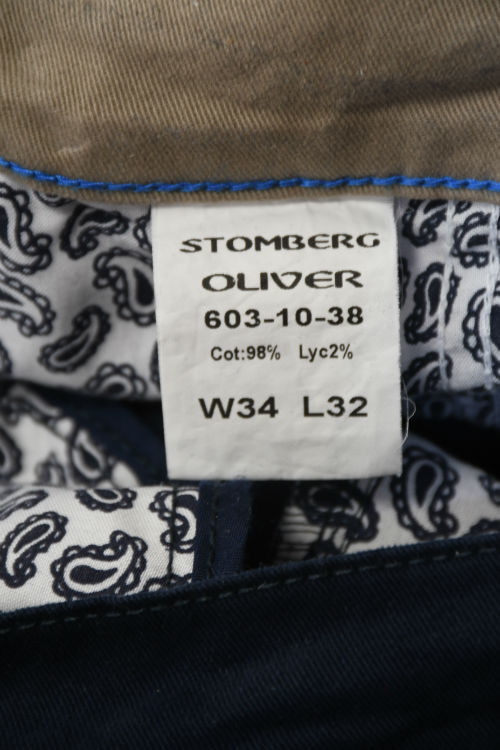 STOMBERG
OLIVER
603-10-38
Cot:98% Lyc2%
W34 L32